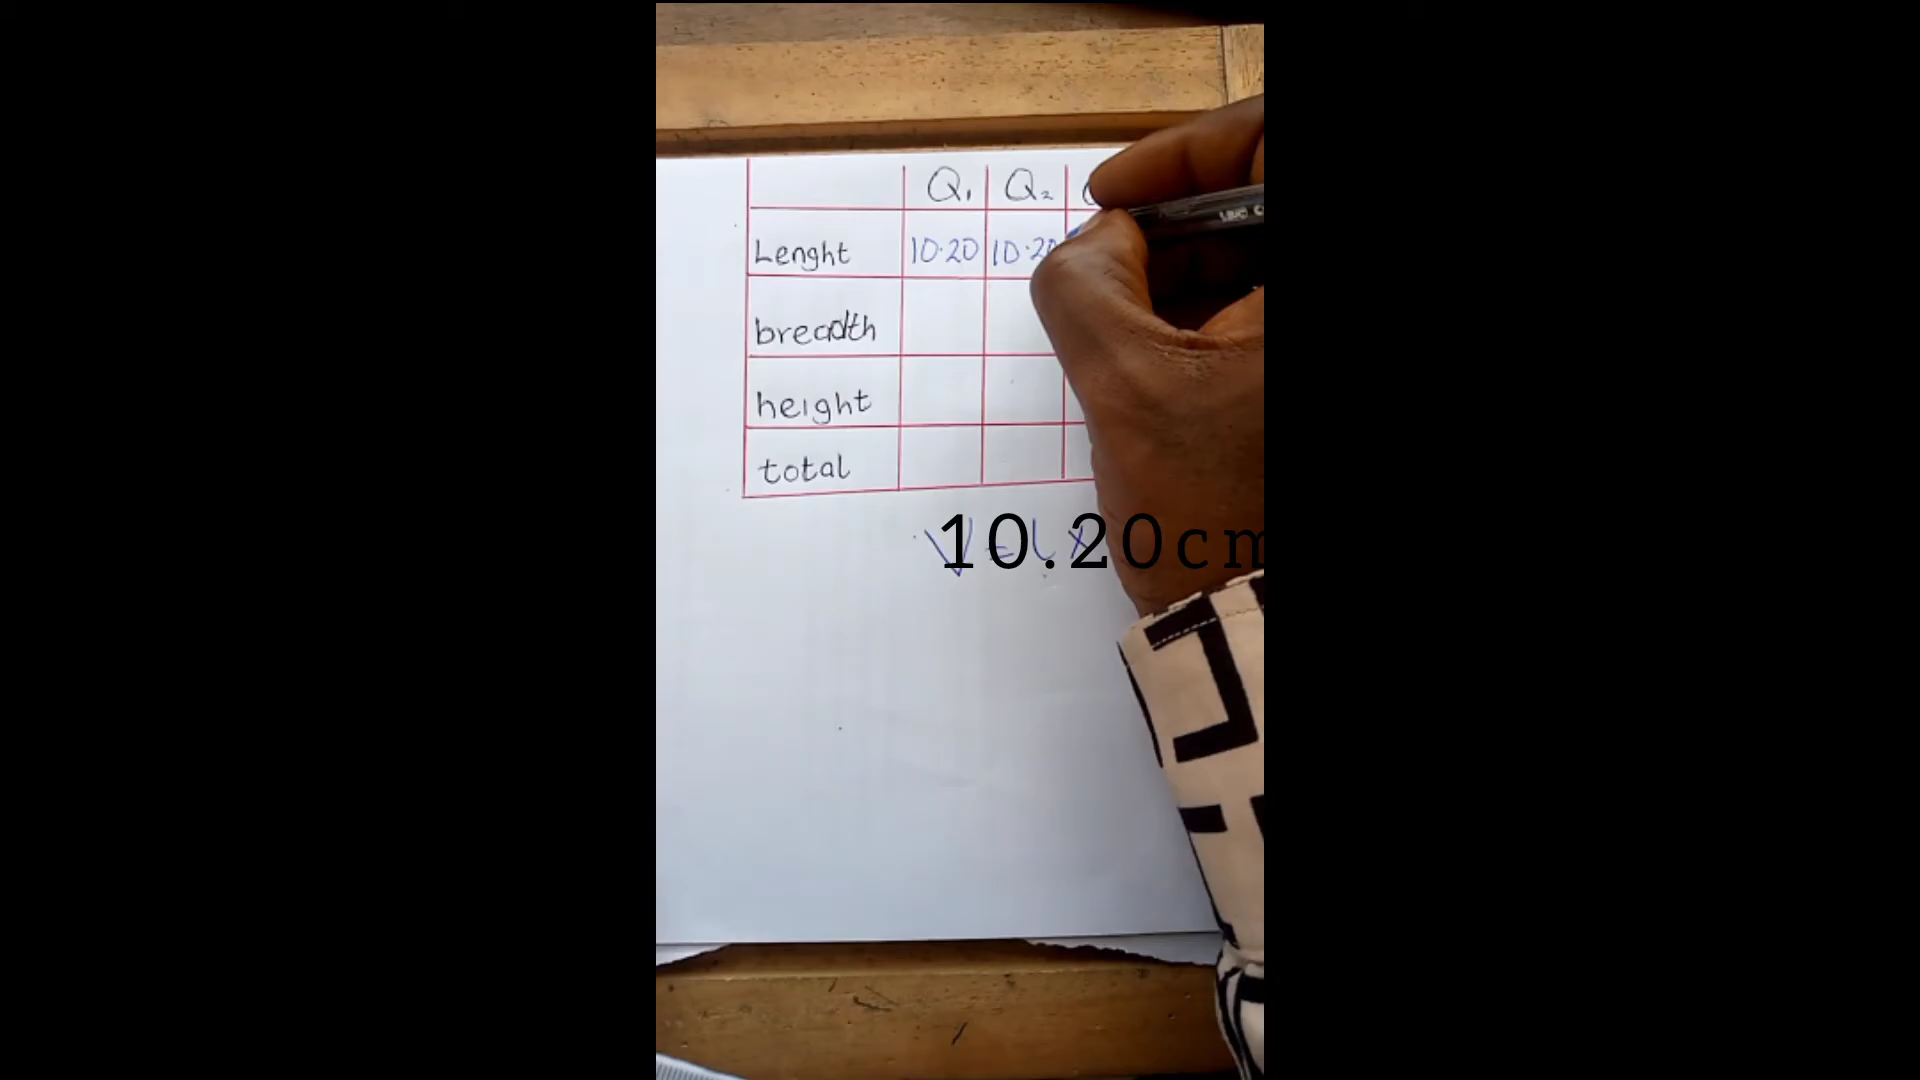 Q₁ Q₂
Lenght 10.20 10.20
breadth
height
total
V = L x
10.20cm